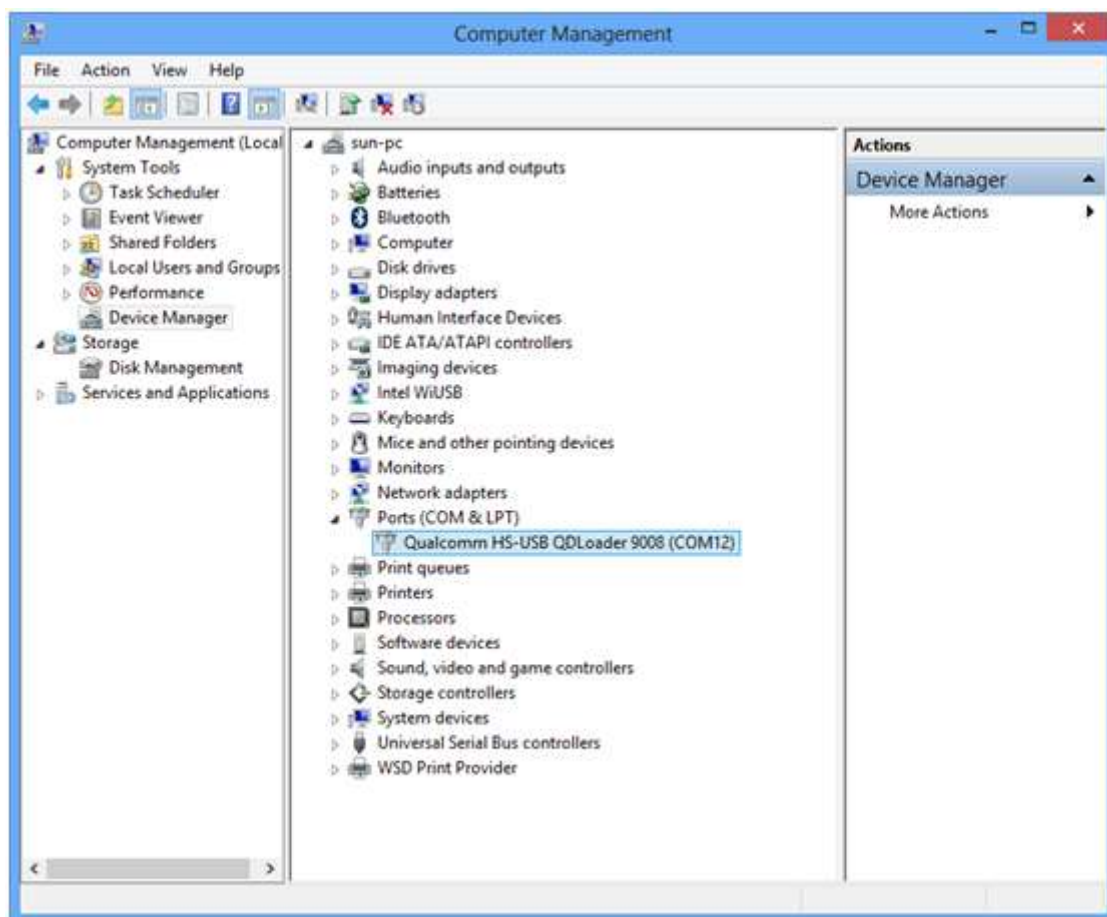 Computer Management
File Action View Help
Computer Management (Local
System Tools
Task Scheduler
Event Viewer
Shared Folders
Local Users and Groups
Performance
Device Manager
Storage
Disk Management
Services and Applications
sun-pc
Audio inputs and outputs
Batteries
Bluetooth
Computer
Disk drives
Display adapters
Human Interface Devices
IDE ATA/ATAPI controllers
Imaging devices
Intel WiUSB
Keyboards
Mice and other pointing devices
Monitors
Network adapters
Ports (COM & LPT)
Qualcomm HS-USB QDLoader 9008 (COM12)
Print queues
Printers
Processors
Software devices
Sound, video and game controllers
Storage controllers
System devices
Universal Serial Bus controllers
WSD Print Provider
Actions
Device Manager
More Actions